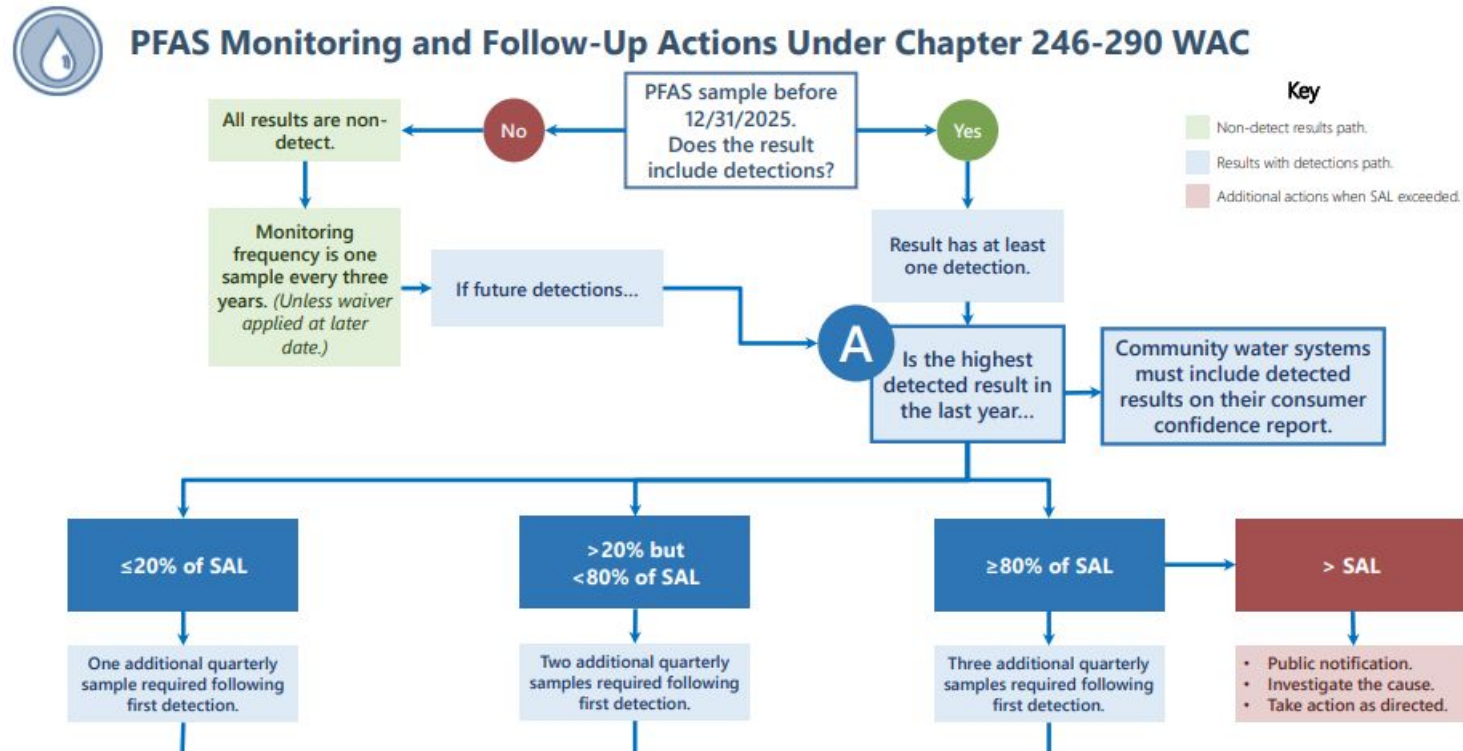 PFAS Monitoring and Follow-Up Actions Under Chapter 246-290 WAC
PFAS sample before
12/31/2025.
Does the result
include detections?
No
Yes
Key
Non-detect results path.
Results with detections path.
Additional actions when SAL exceeded.
All results are non-
detect.
Monitoring
frequency is one
sample every three
years. (Unless waiver
applied at later
date.)
If future detections...
Result has at least
one detection.
A
Is the highest
detected result in
the last year...
Community water systems
must include detected
results on their consumer
confidence report.
≤20% of SAL
>20% but
<80% of SAL
≥80% of SAL
> SAL
One additional quarterly
sample required following
first detection.
Two additional quarterly
samples required following
first detection.
Three additional quarterly
samples required following
first detection.
• Public notification.
• Investigate the cause.
• Take action as directed.